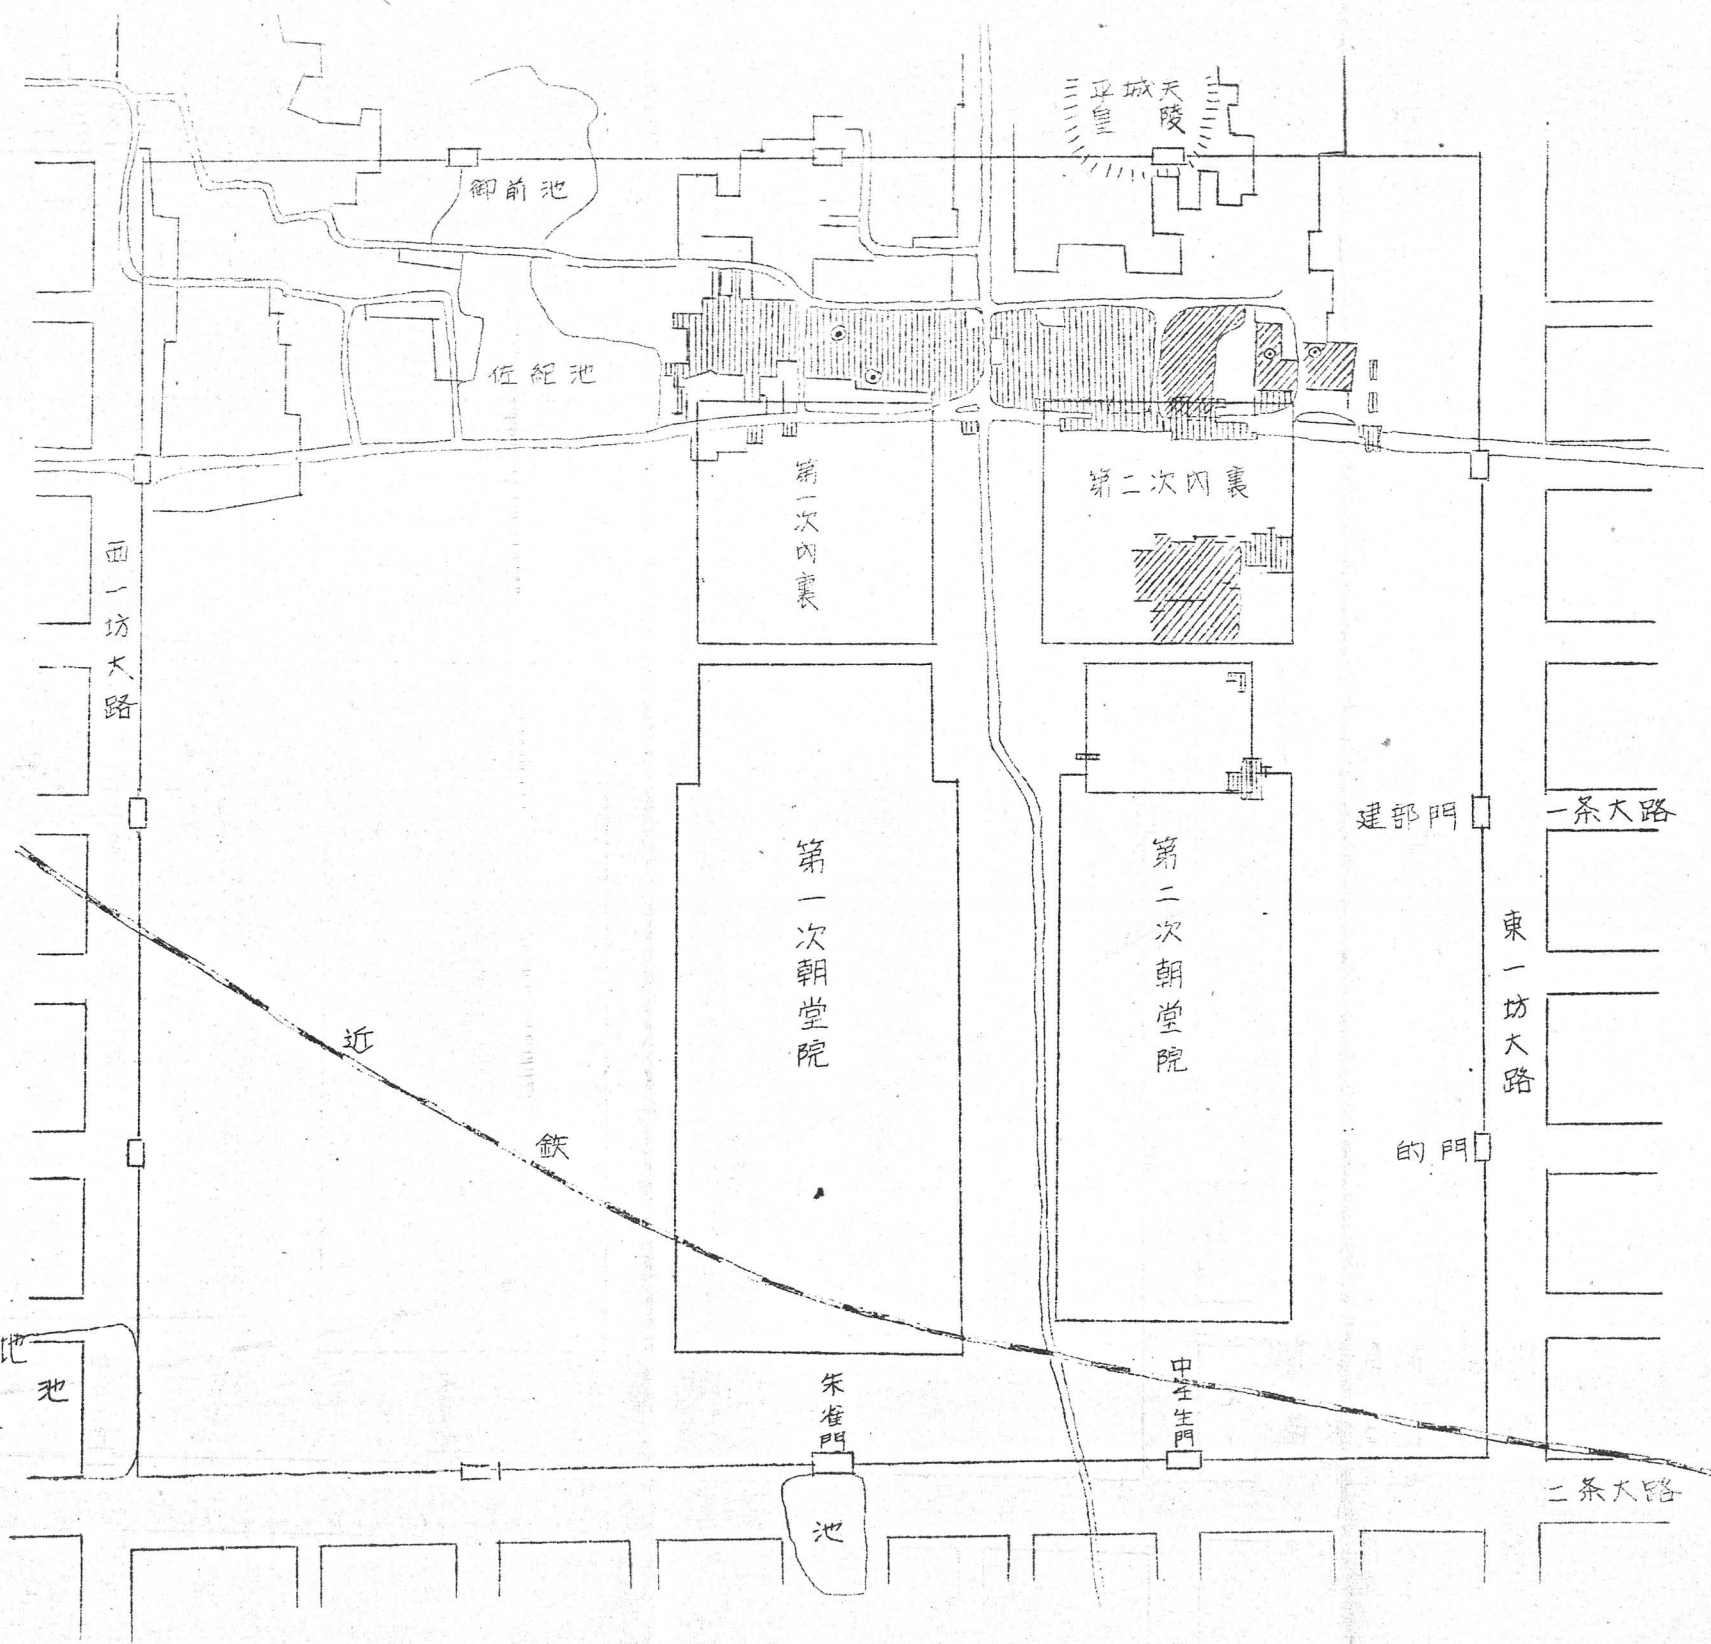 平城天
皇 陵
御前池
佐紀池
第一次内裏
第二次内裏
西一坊大路
建部門
一条大路
第一次朝堂院
第二次朝堂院
東一坊大路
近鉄
的門
池
池
朱雀門
中壬生門
二条大路
池